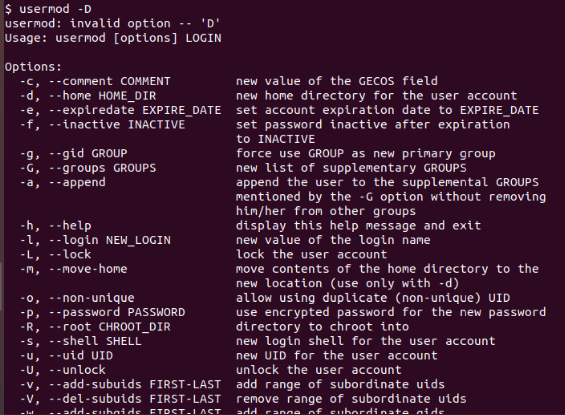 $ usermod -D
usermod: invalid option -- 'D'
Usage: usermod [options] LOGIN

Options:
  -c, --comment COMMENT         new value of the GECOS field
  -d, --home HOME_DIR           new home directory for the user account
  -e, --expiredate EXPIRE_DATE  set account expiration date to EXPIRE_DATE
  -f, --inactive INACTIVE       set password inactive after expiration
                                to INACTIVE
  -g, --gid GROUP               force use GROUP as new primary group
  -G, --groups GROUPS           new list of supplementary GROUPS
  -a, --append                  append the user to the supplemental GROUPS
                                mentioned by the -G option without removing
                                him/her from other groups
  -h, --help                    display this help message and exit
  -l, --login NEW_LOGIN         new value of the login name
  -L, --lock                    lock the user account
  -m, --move-home               move contents of the home directory to the
                                new location (use only with -d)
  -o, --non-unique              allow using duplicate (non-unique) UID
  -p, --password PASSWORD       use encrypted password for the new password
  -R, --root CHROOT_DIR         directory to chroot into
  -s, --shell SHELL             new login shell for the user account
  -u, --uid UID                 new UID for the user account
  -U, --unlock                  unlock the user account
  -v, --add-subuids FIRST-LAST  add range of subordinate uids
  -V, --del-subuids FIRST-LAST  remove range of subordinate uids
  -w, --add-subgids FIRST-LAST  add range of subordinate gids